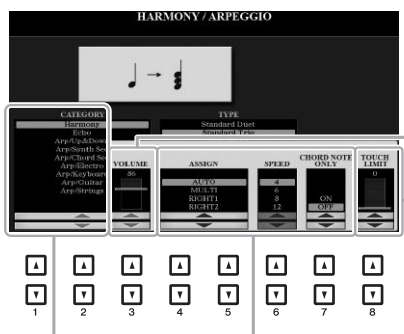 HARMONY / ARPEGGIO
CATEGORY
Harmony
Echo
Arp/Up&Down
Arp/Synth Seq
Arp/Chord Seq
Arp/Electro
Arp/Keyboard
Arp/Guitar
Arp/Strings
TYPE
Standard Duet
Standard Trio
VOLUME
86
ASSIGN
AUTO
MULTI
RIGHT1
RIGHT2
SPEED
4
6
8
12
CHORD NOTE
ONLY
ON
OFF
TOUCH
LIMIT
0
1 2 3 4 5 6 7 8